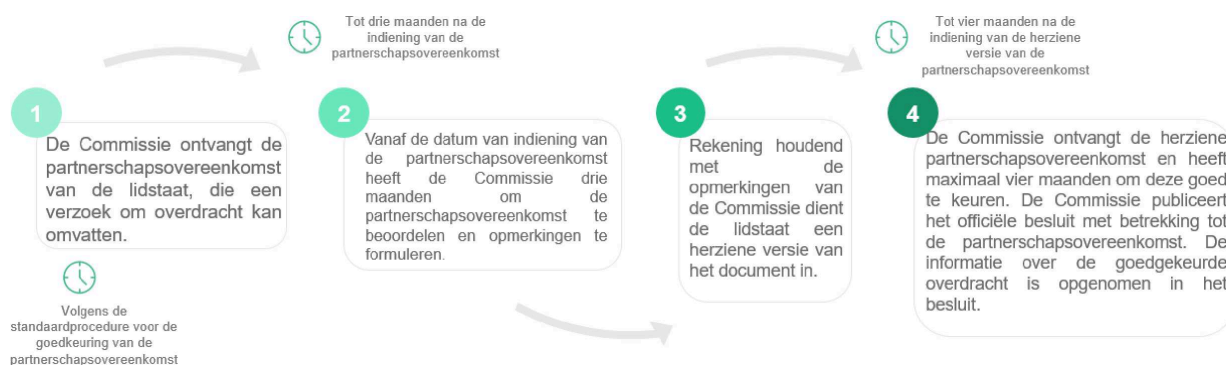 Tot drie maanden na de
indiening van de
partnerschapsovereenkomst
Tot vier maanden na de
indiening van de herziene
versie van de
partnerschapsovereenkomst
1
De Commissie ontvangt de
partnerschapsovereenkomst
van de lidstaat, die een
verzoek om overdracht kan
omvatten.
Volgens de
standaardprocedure voor de
goedkeuring van de
partnerschapsovereenkomst
2
Vanaf de datum van indiening van
de partnerschapsovereenkomst
heeft de Commissie drie
maanden om de
partnerschapsovereenkomst te
beoordelen en opmerkingen te
formuleren.
3
Rekening houdend
met de
opmerkingen van
de Commissie dient
de lidstaat een
herziene versie van
het document in.
4
De Commissie ontvangt de herziene
partnerschapsovereenkomst en heeft
maximaal vier maanden om deze goed
te keuren. De Commissie publiceert
het officiële besluit met betrekking tot
de partnerschapsovereenkomst. De
informatie over de goedgekeurde
overdracht is opgenomen in het
besluit.